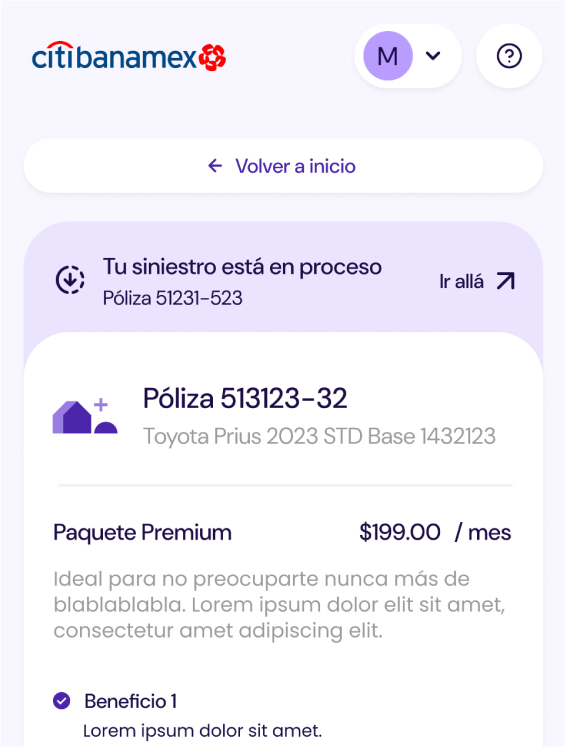 citibanamex
M
?
← Volver a inicio
Tu siniestro está en proceso
Póliza 51231-523
Ir allá
Póliza 513123-32
Toyota Prius 2023 STD Base 1432123
Paquete Premium
$199.00 / mes
Ideal para no preocuparte nunca más de
blablablabla. Lorem ipsum dolor elit sit amet,
consectetur amet adipiscing elit.
Beneficio 1
Lorem ipsum dolor sit amet.